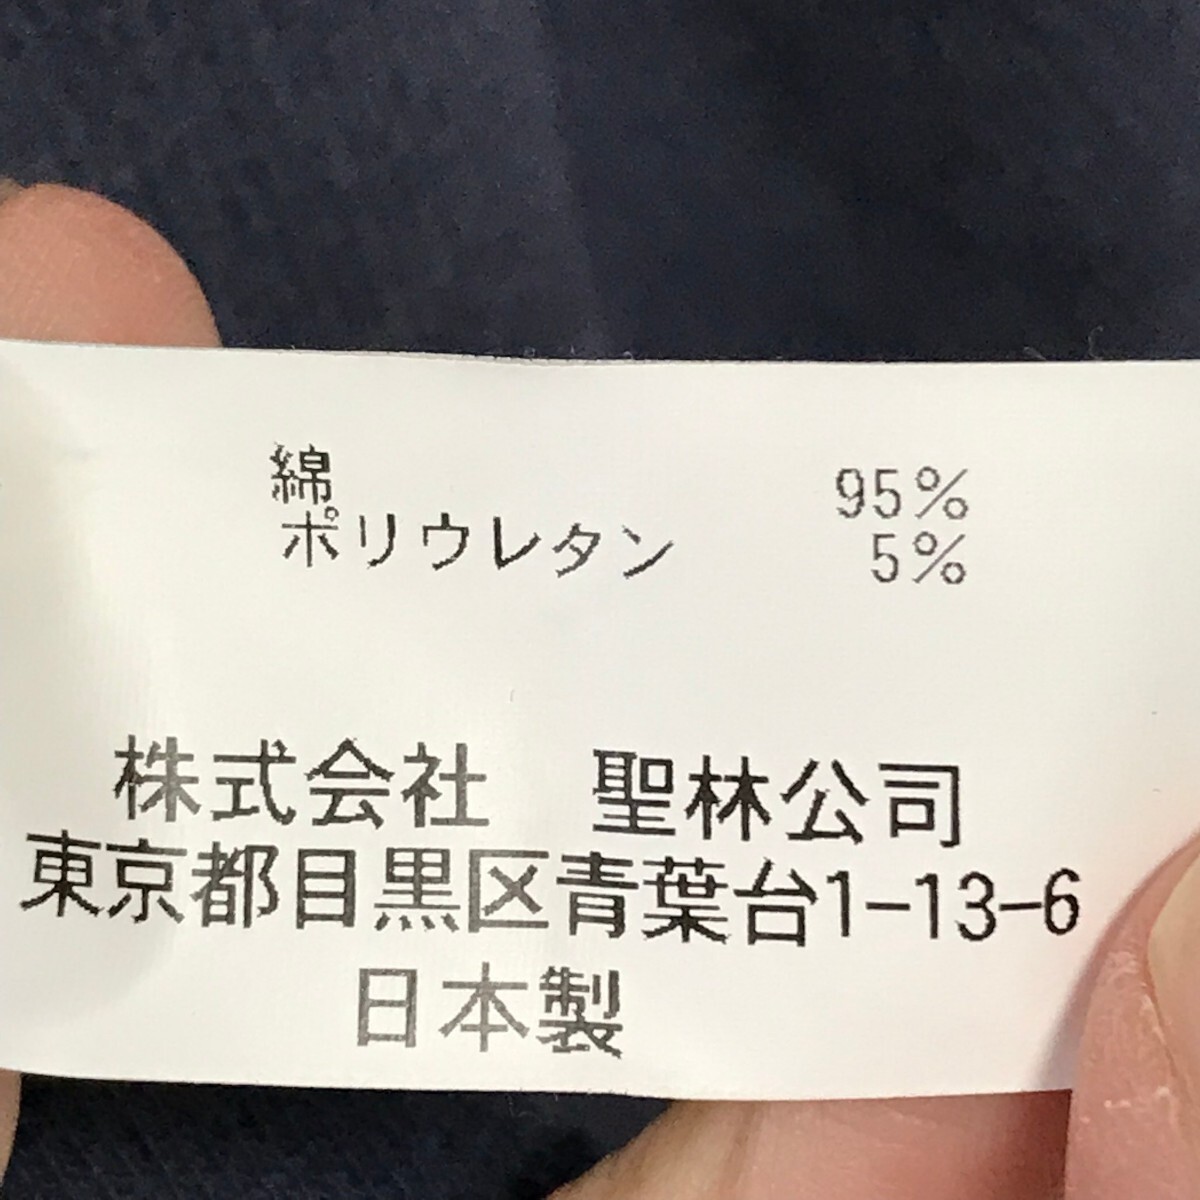 綿 95%
ポリウレタン 5%
株式会社 聖林公司
東京都目黒区青葉台1-13-6
日本製